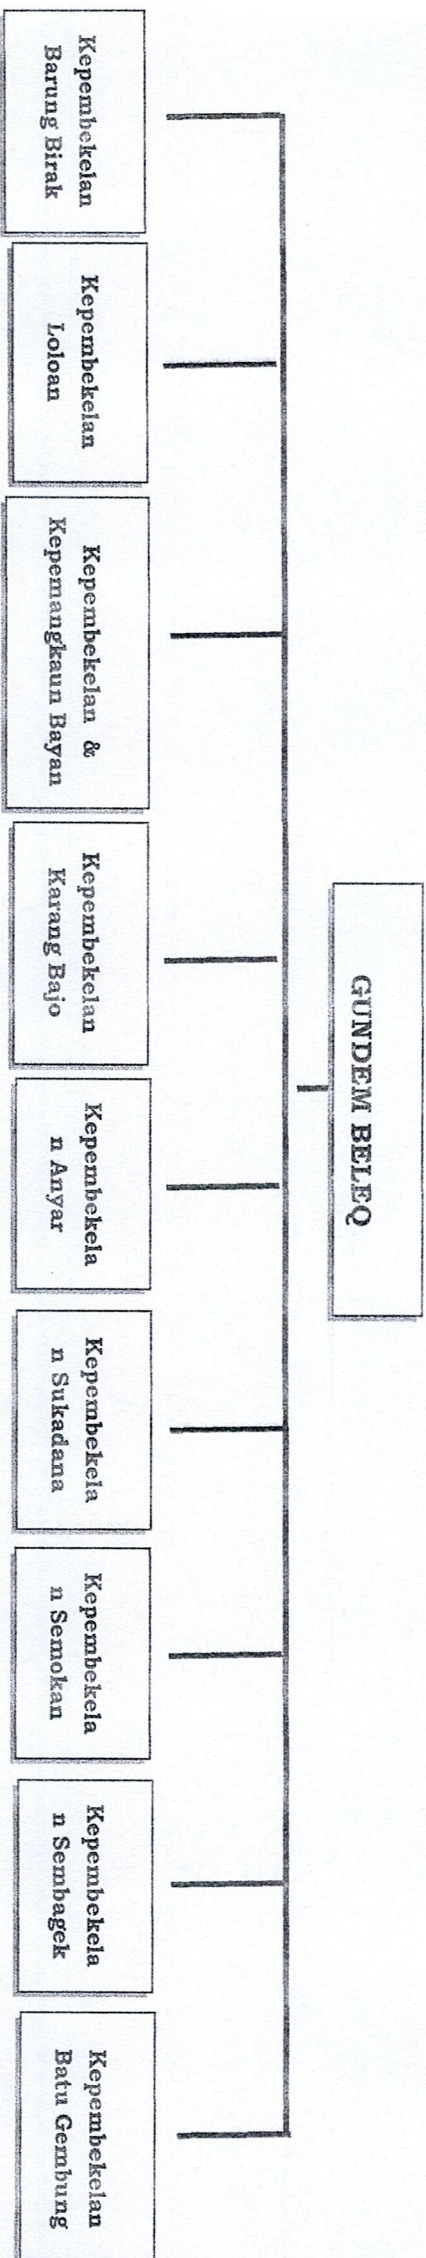 GUNDEM BELEQ
Kepembekelan
Barung Birak
Kepembekelan
Loloan
Kepembekelan &
Kepemangkaun Bayan
Kepembekelan
Karang Bajo
Kepembekela
n Anyar
Kepembekela
n Sukadana
Kepembekela
n Semokan
Kepembekela
n Sembagek
Kepembekelan
Batu Gembung